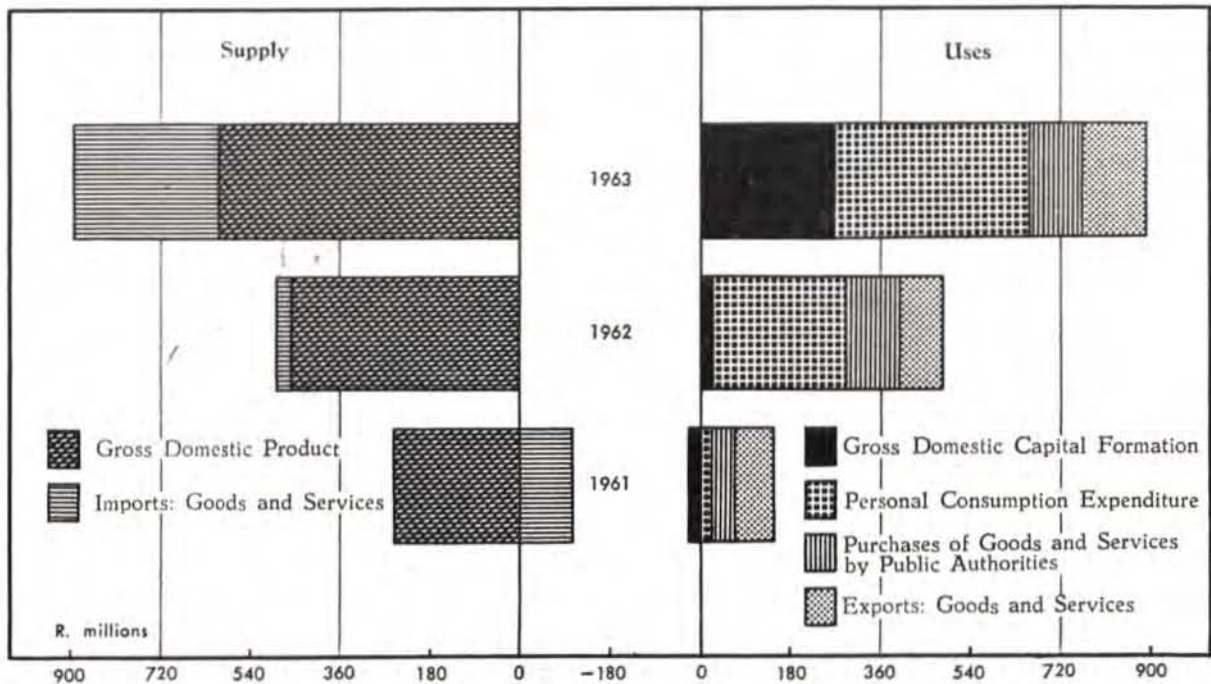 Supply
Uses
1963
1962
1961
Gross Domestic Product
Imports: Goods and Services
Gross Domestic Capital Formation
Personal Consumption Expenditure
Purchases of Goods and Services
by Public Authorities
Exports: Goods and Services
R. millions
900 720 540 360 180 0 −180 0 180 360 540 720 900